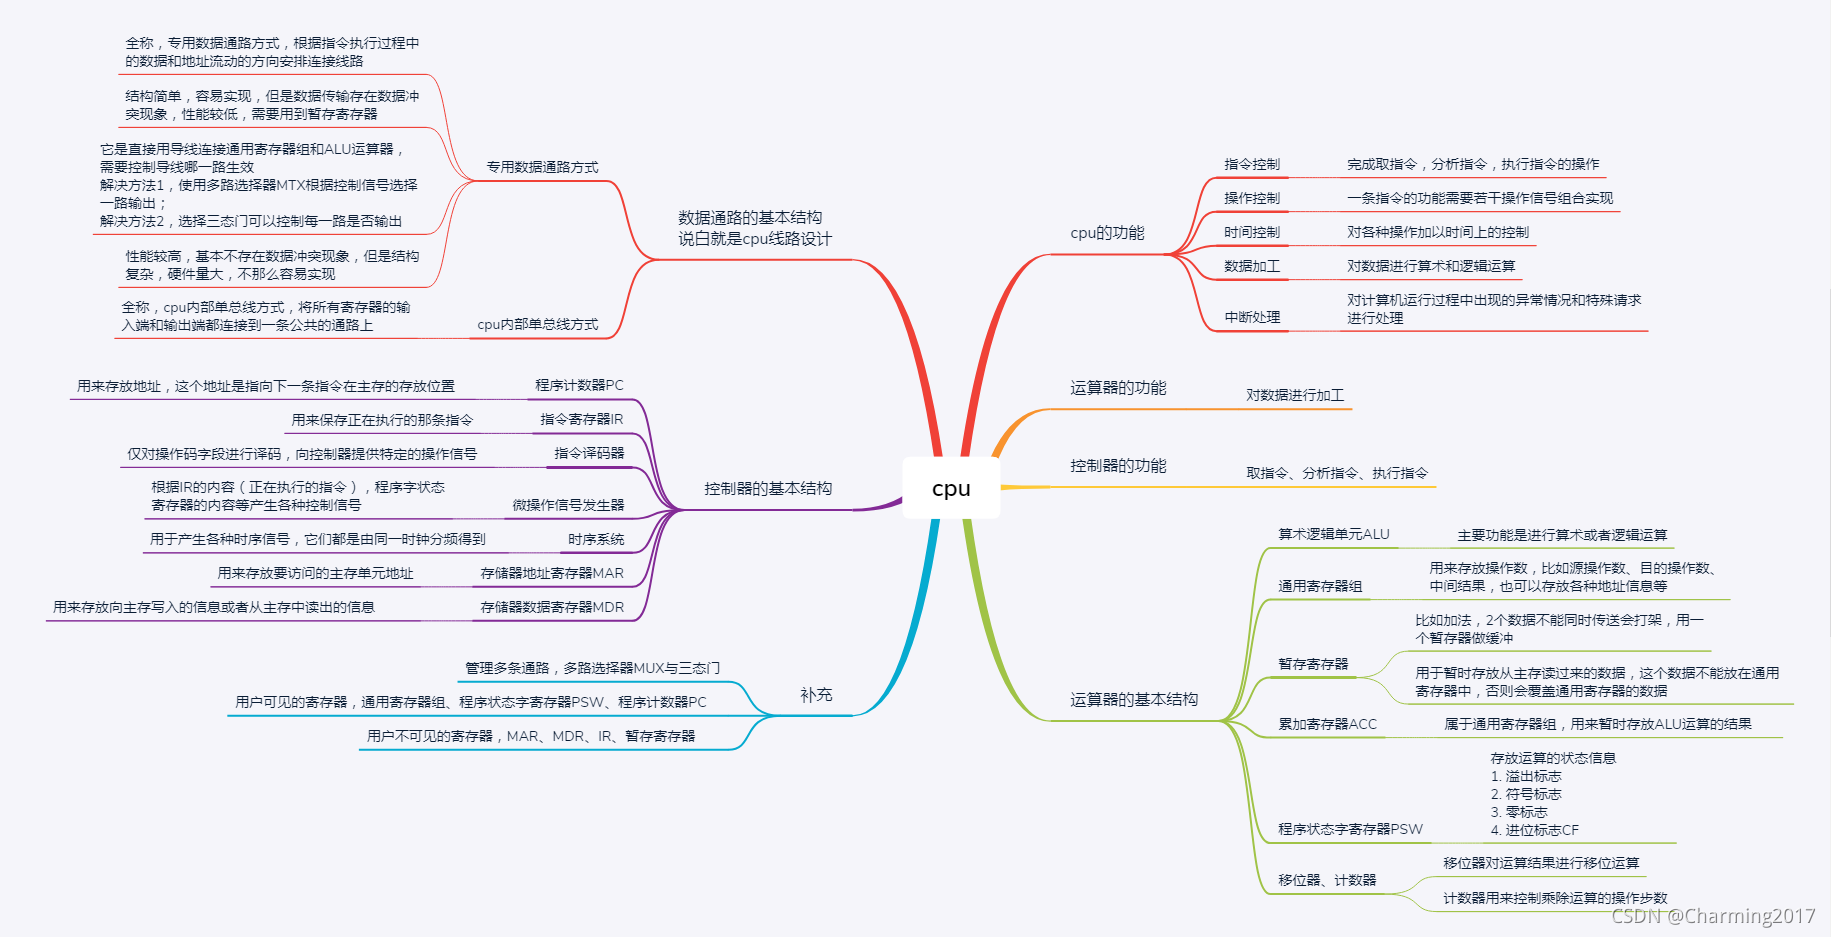 cpu
cpu的功能
指令控制
完成取指令，分析指令，执行指令的操作
操作控制
一条指令的功能需要若干操作信号组合实现
时间控制
对各种操作加以时间上的控制
数据加工
对数据进行算术和逻辑运算
中断处理
对计算机运行过程中出现的异常情况和特殊请求
进行处理
运算器的功能
对数据进行加工
控制器的功能
取指令、分析指令、执行指令
运算器的基本结构
算术逻辑单元ALU
主要功能是进行算术或者逻辑运算
通用寄存器组
用来存放操作数，比如源操作数、目的操作数、
中间结果，也可以存放各种地址信息等
暂存寄存器
比如加法，2个数据不能同时传送会打架，用一
个暂存器做缓冲
用于暂时存放从主存读过来的数据，这个数据不能放在通用
寄存器中，否则会覆盖通用寄存器的数据
累加寄存器ACC
属于通用寄存器组，用来暂时存放ALU运算的结果
程序状态字寄存器PSW
存放运算的状态信息
1. 溢出标志
2. 符号标志
3. 零标志
4. 进位标志CF
移位器、计数器
移位器对运算结果进行移位运算
计数器用来控制乘除运算的操作步数
数据通路的基本结构
说白就是cpu线路设计
专用数据通路方式
全称，专用数据通路方式，根据指令执行过程中
的数据和地址流动的方向安排连接线路
结构简单，容易实现，但是数据传输存在数据冲
突现象，性能较低，需要用到暂存寄存器
它是直接用导线连接通用寄存器组和ALU运算器，
需要控制导线哪一路生效
解决方法1，使用多路选择器MTX根据控制信号选择
一路输出；
解决方法2，选择三态门可以控制每一路是否输出
性能较高，基本不存在数据冲突现象，但是结构
复杂，硬件量大，不那么容易实现
cpu内部单总线方式
全称，cpu内部单总线方式，将所有寄存器的输
入端和输出端都连接到一条公共的通路上
控制器的基本结构
程序计数器PC
用来存放地址，这个地址是指向下一条指令在主存的存放位置
指令寄存器IR
用来保存正在执行的那条指令
指令译码器
仅对操作码字段进行译码，向控制器提供特定的操作信号
微操作信号发生器
根据IR的内容（正在执行的指令），程序字状态
寄存器的内容等产生各种控制信号
时序系统
用于产生各种时序信号，它们都是由同一时钟分频得到
存储器地址寄存器MAR
用来存放要访问的主存单元地址
存储器数据寄存器MDR
用来存放向主存写入的信息或者从主存中读出的信息
补充
管理多条通路，多路选择器MUX与三态门
用户可见的寄存器，通用寄存器组、程序状态字寄存器PSW、程序计数器PC
用户不可见的寄存器，MAR、MDR、IR、暂存寄存器
CSDN @Charming2017